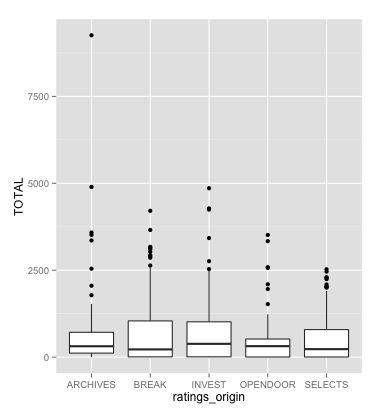 TOTAL
7500
5000
2500
0
ARCHIVES BREAK INVEST OPENDOOR SELECTS
ratings_origin